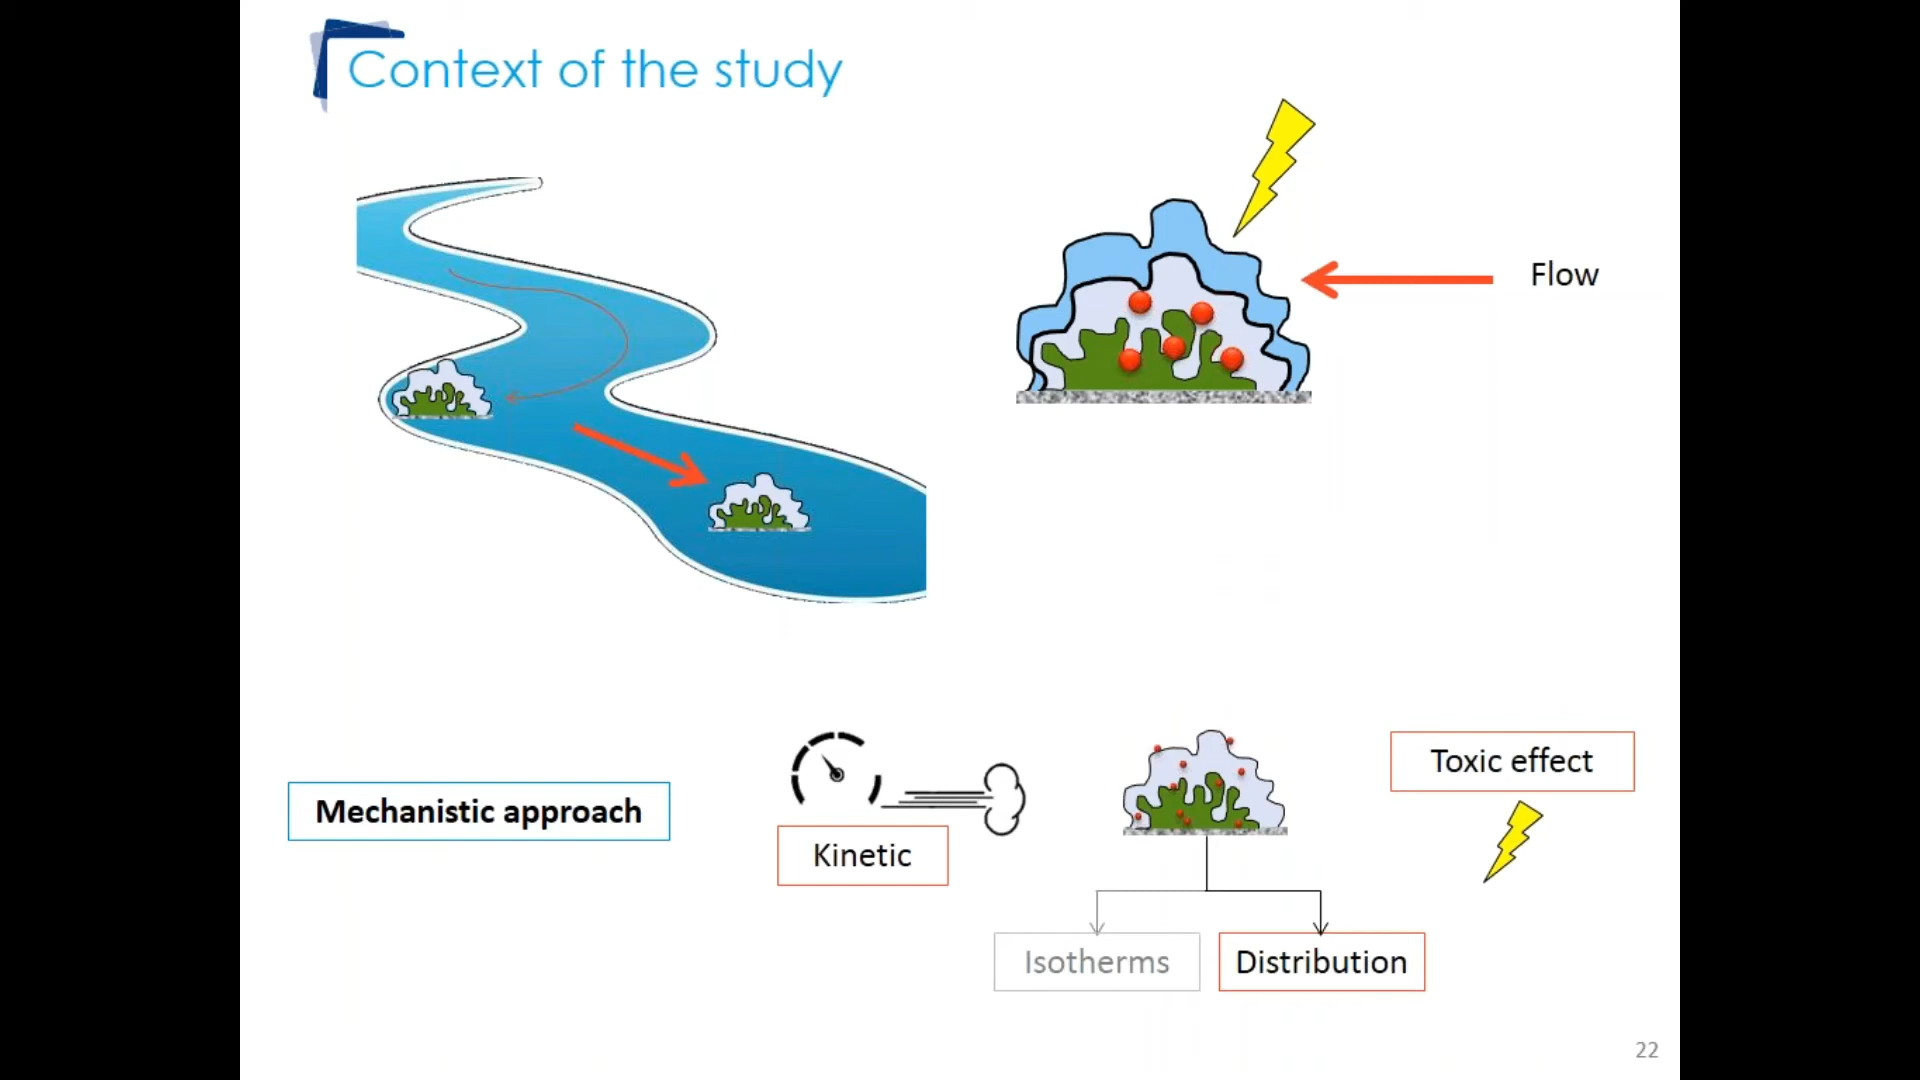 Context of the study
Flow
Mechanistic approach
Kinetic
Toxic effect
Isotherms
Distribution
22